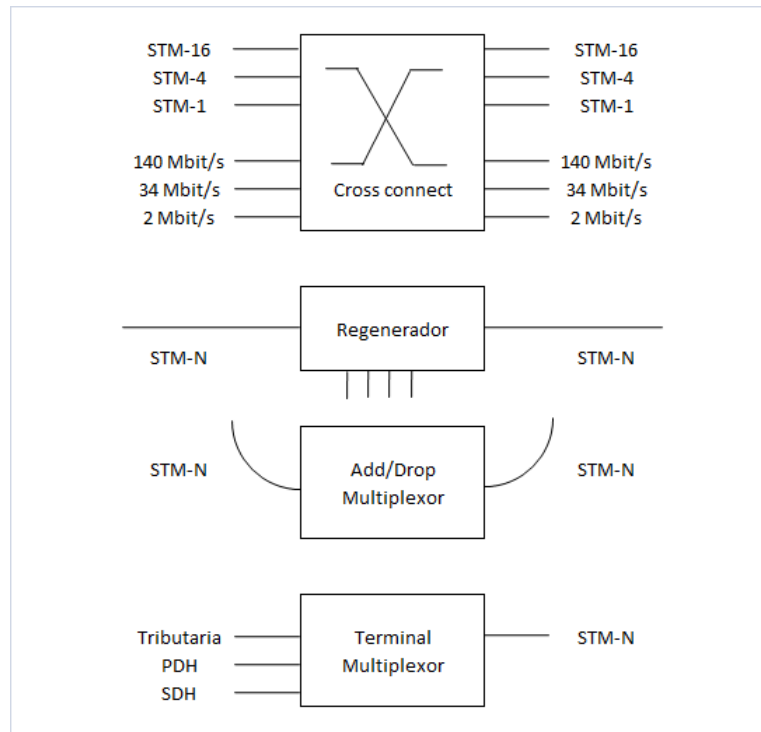 STM-16 STM-16
STM-4 STM-4
STM-1 STM-1
140 Mbit/s 140 Mbit/s
34 Mbit/s Cross connect 34 Mbit/s
2 Mbit/s 2 Mbit/s
Regenerador
STM-N STM-N
STM-N Add/Drop STM-N
Multiplexor
Tributaria Terminal STM-N
PDH Multiplexor
SDH